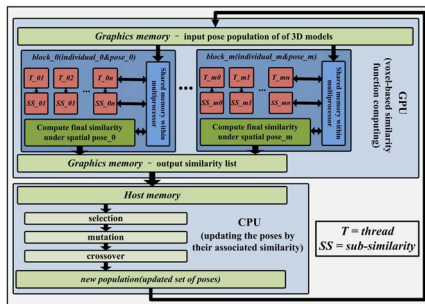 Graphics memory - input pose population of of 3D models
block_0(individual_0&pose_0)
T_01 T_02 ... T_0n
SS_01 SS_01 ... SS_0n
Shared memory within multiprocessor
Compute final similarity
under spatial pose_0
...
block_m(individual_m&pose_m)
T_m0 T_m1 ... T_mn
SS_m0 SS_m1 ... SS_mn
Shared memory within multiprocessor
Compute final similarity
under spatial pose_m
Graphics memory - output similarity list
GPU
(voxel-based similarity
function computing)
Host memory
selection
mutation
crossover
new population(updated set of poses)
CPU
(updating the poses by
their associated similarity)
T = thread
SS = sub-similarity